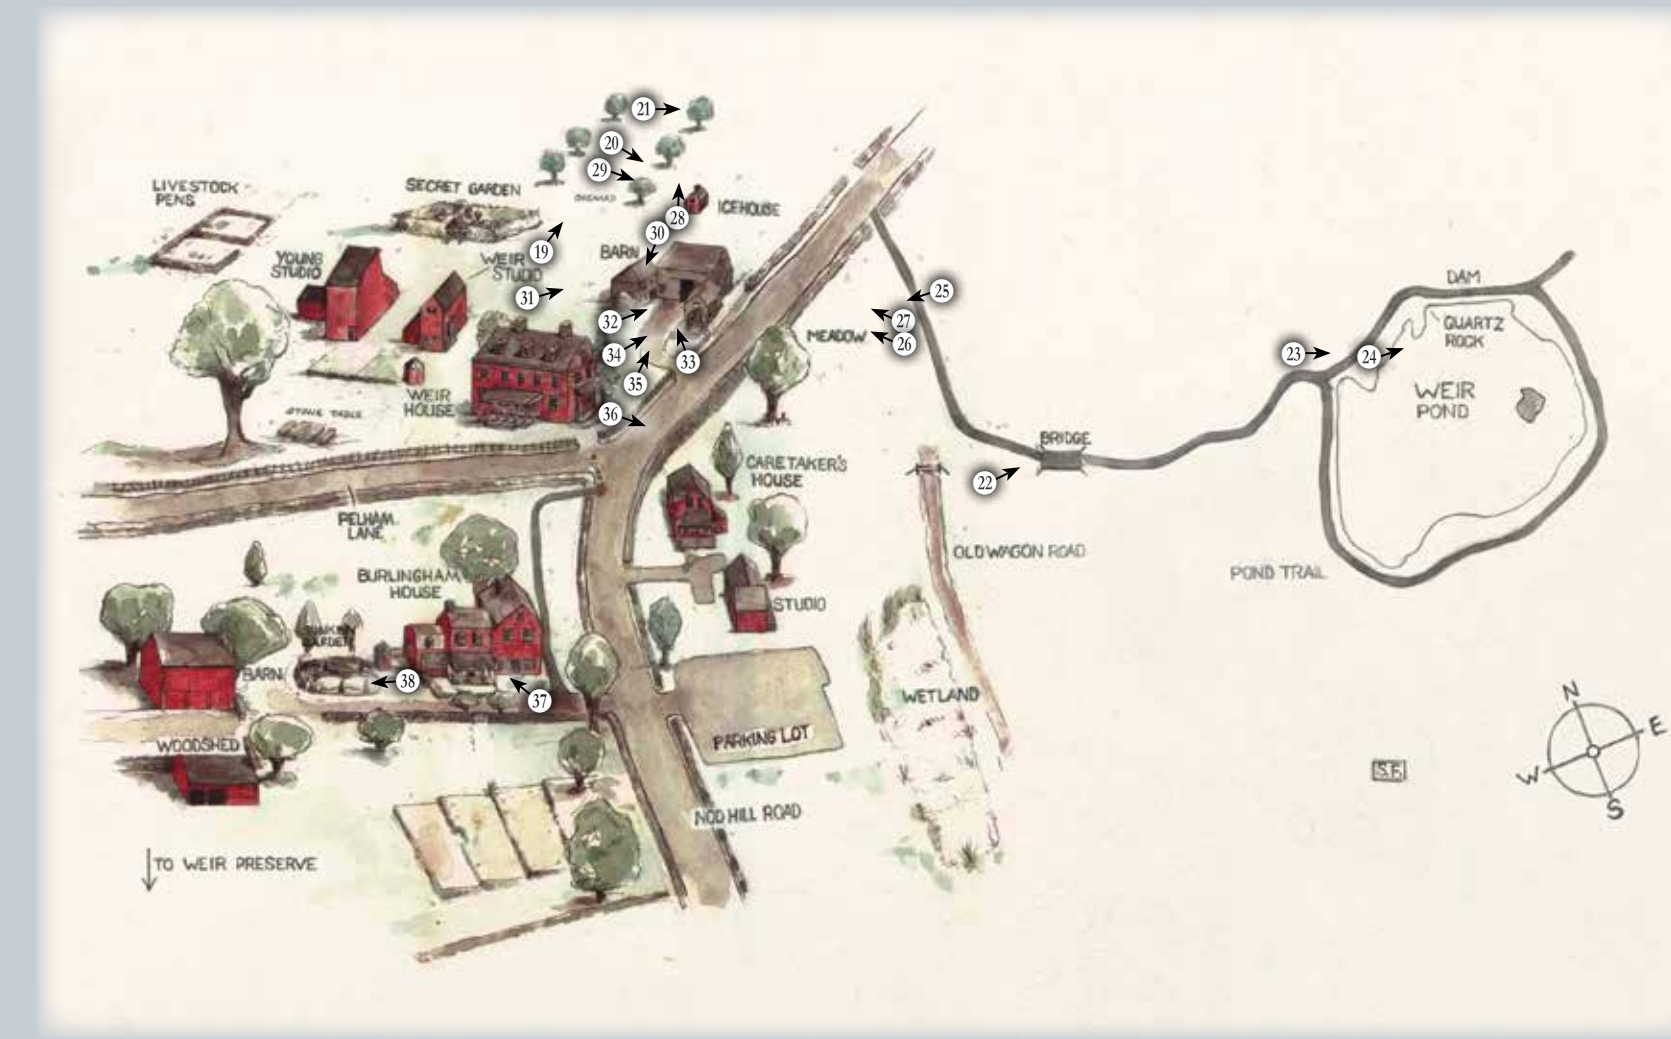 21
20
29
LIVESTOCK
PENS
SECRET GARDEN
ORCHARD
28
ICEHOUSE
30
19
BARN
YOUNG
STUDIO
WEIR
STUDIO
31
25
32
27
MEADOW
26
34
33
35
36
WEIR
HOUSE
STONE TABLE
DAM
QUARTZ
ROCK
23
24
WEIR
POND
BRIDGE
22
CARETAKER'S
HOUSE
PELHAM
LANE
OLD WAGON ROAD
POND TRAIL
BURLINGHAM
HOUSE
STUDIO
SUNKEN
GARDEN
BARN
38
37
WETLAND
PARKING LOT
WOODSHED
NOD HILL ROAD
TO WEIR PRESERVE
S.F.
N
E
W
S